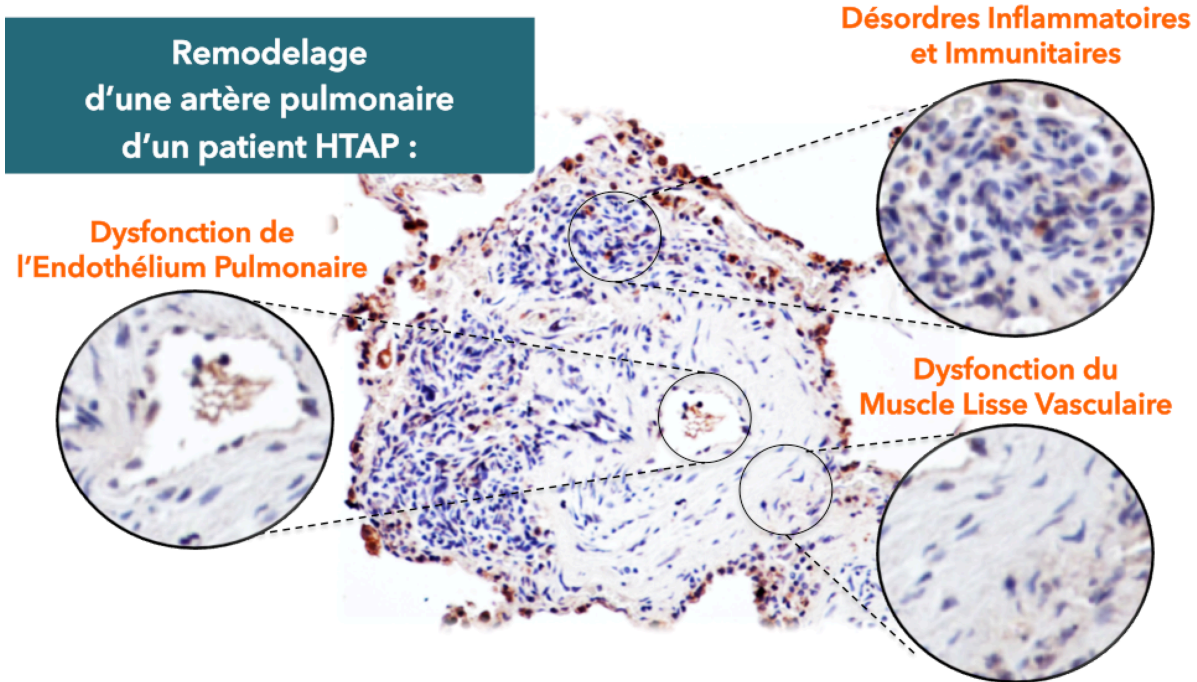 Remodelage
d'une artère pulmonaire
d'un patient HTAP :
Désordres Inflammatoires
et Immunitaires
Dysfonction de
l'Endothélium Pulmonaire
Dysfonction du
Muscle Lisse Vasculaire